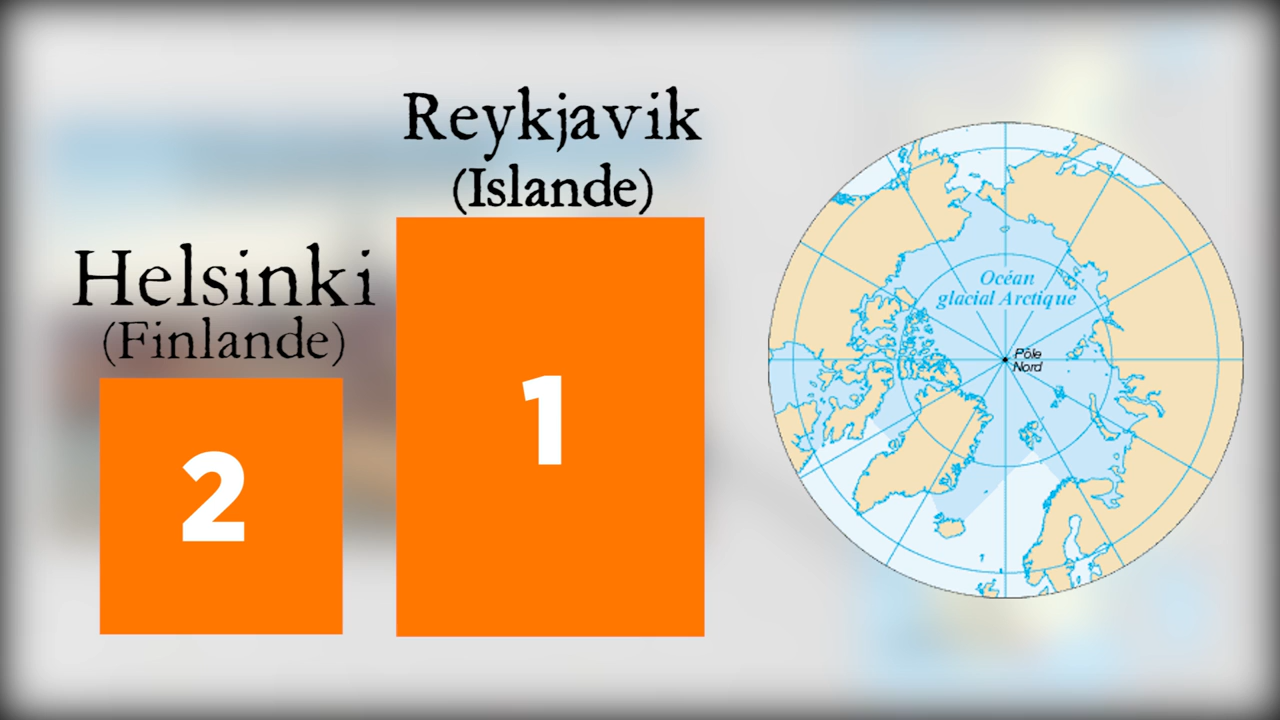 Reykjavik
(Islande)
Helsinki
(Finlande)
1
2
Océan
glacial Arctique
Pôle
Nord